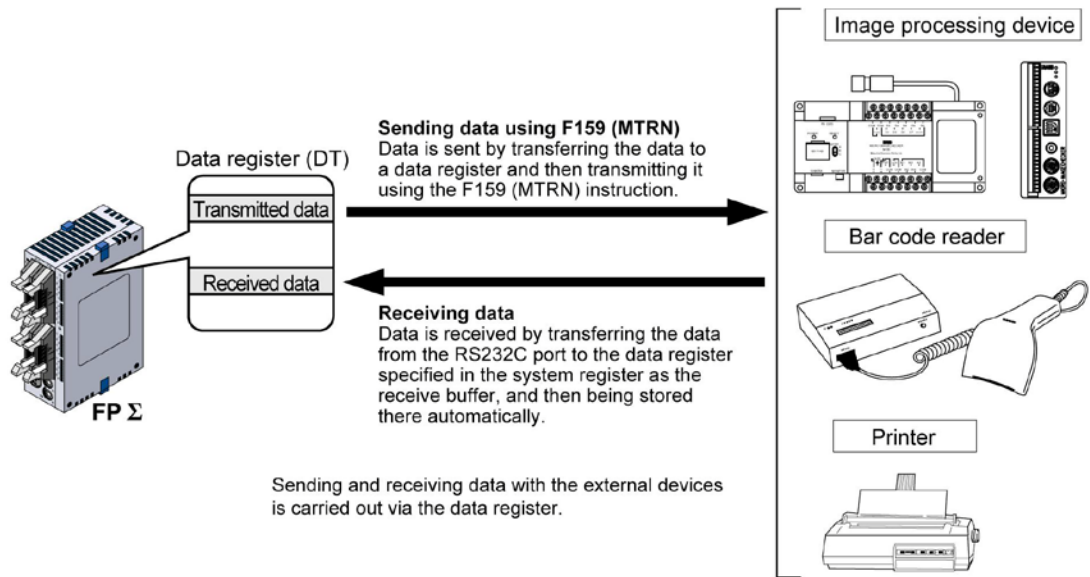 Image processing device
Sending data using F159 (MTRN)
Data is sent by transferring the data to
a data register and then transmitting it
using the F159 (MTRN) instruction.
Data register (DT)
Transmitted data
Received data
FP Σ
Receiving data
Data is received by transferring the data
from the RS232C port to the data register
specified in the system register as the
receive buffer, and then being stored
there automatically.
Bar code reader
Printer
Sending and receiving data with the external devices
is carried out via the data register.